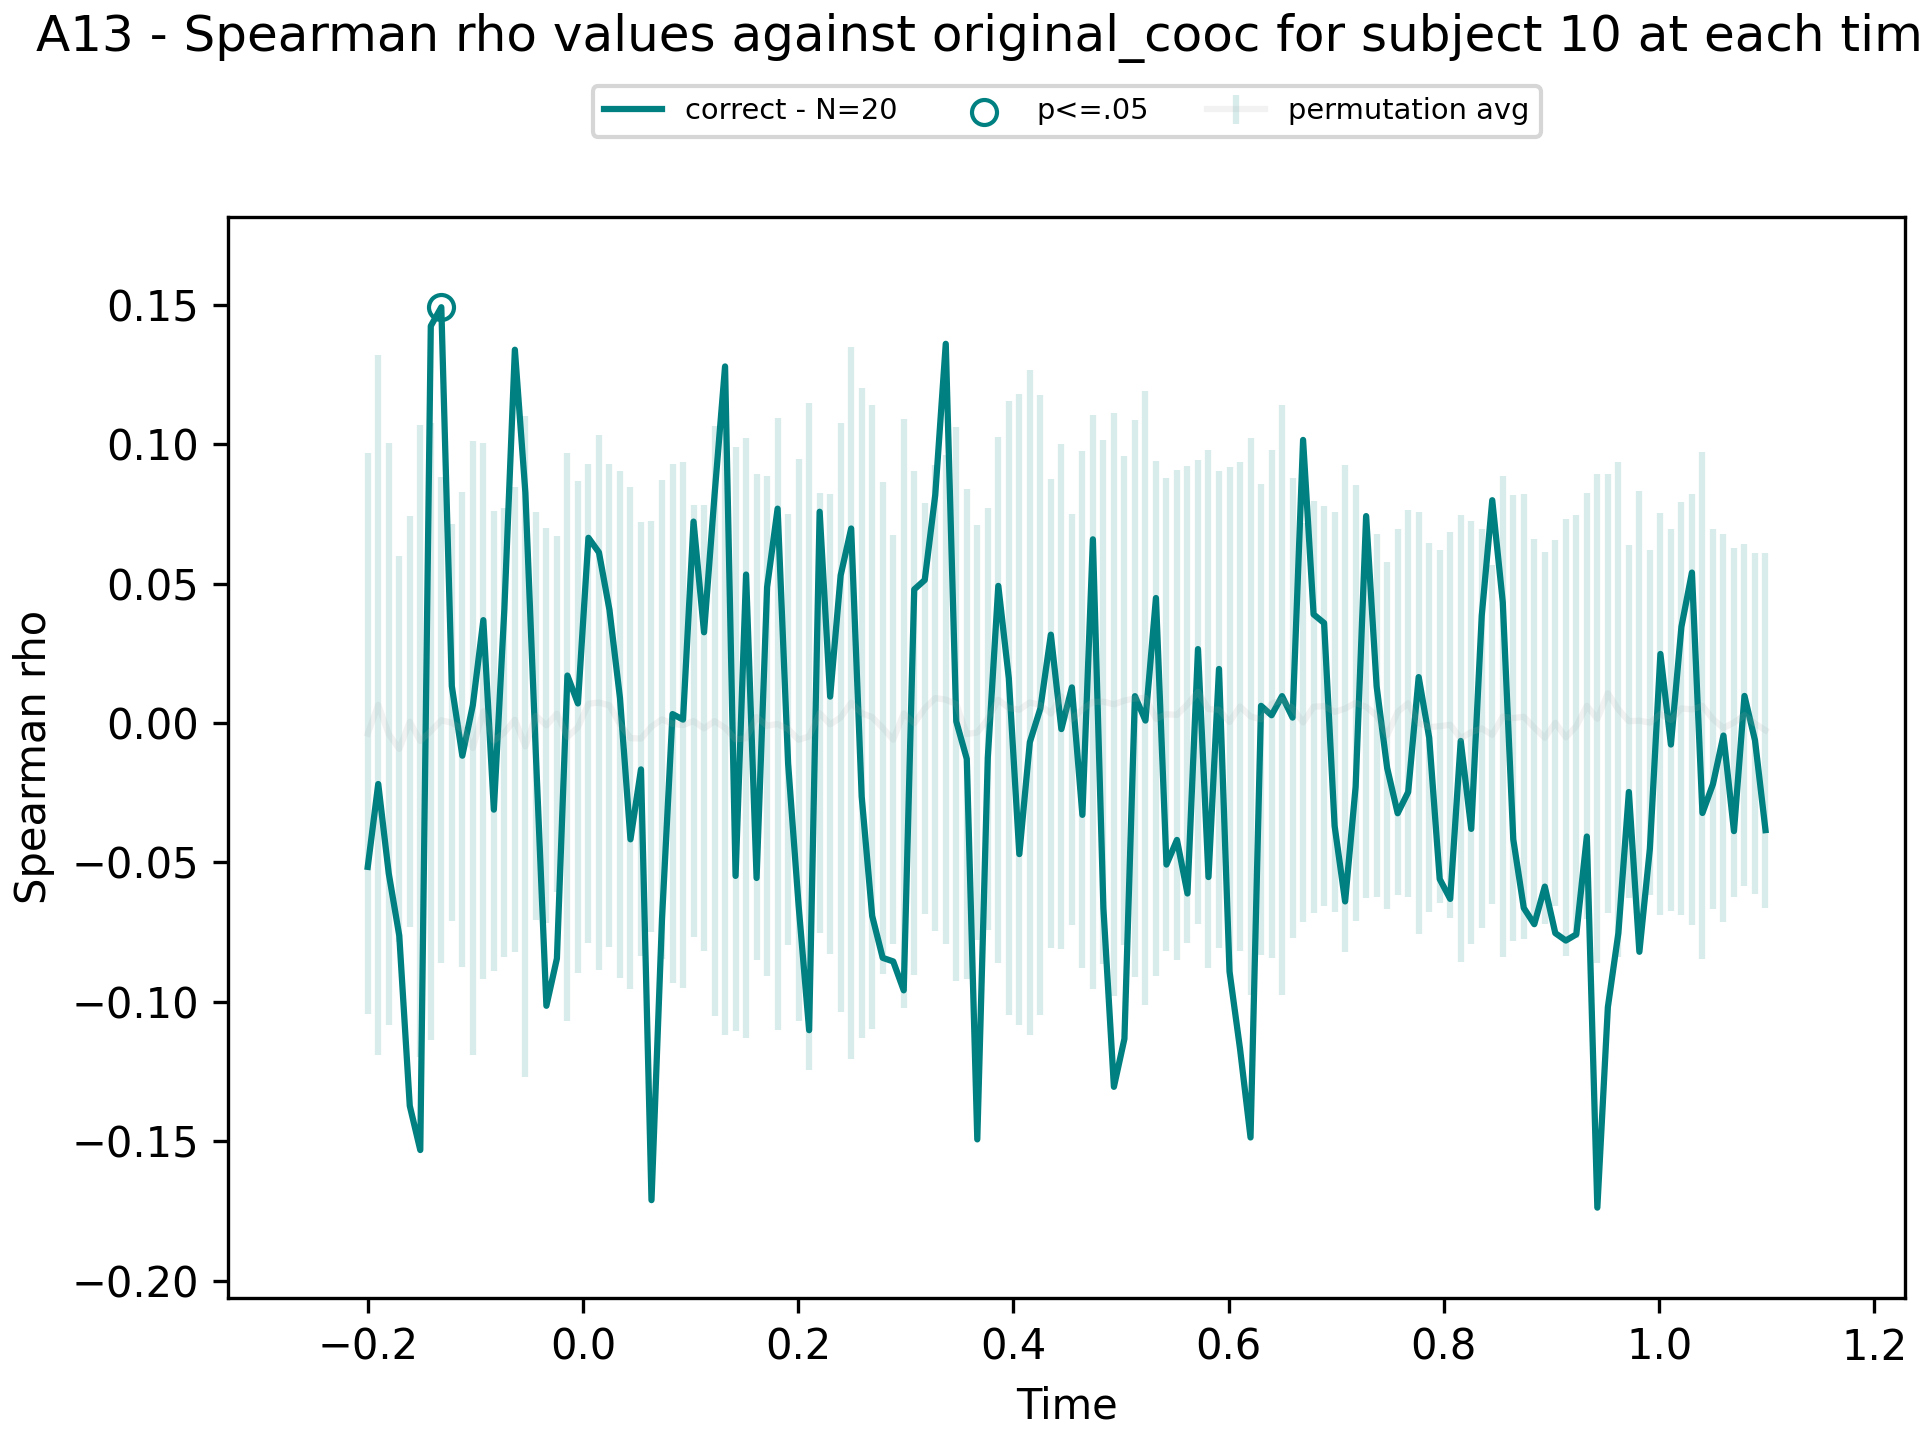 A13 - Spearman rho values against original_cooc for subject 10 at each tim
correct - N=20 p<=.05 permutation avg
0.15
0.10
0.05
0.00
−0.05
−0.10
−0.15
−0.20
Spearman rho
−0.2 0.0 0.2 0.4 0.6 0.8 1.0 1.2
Time